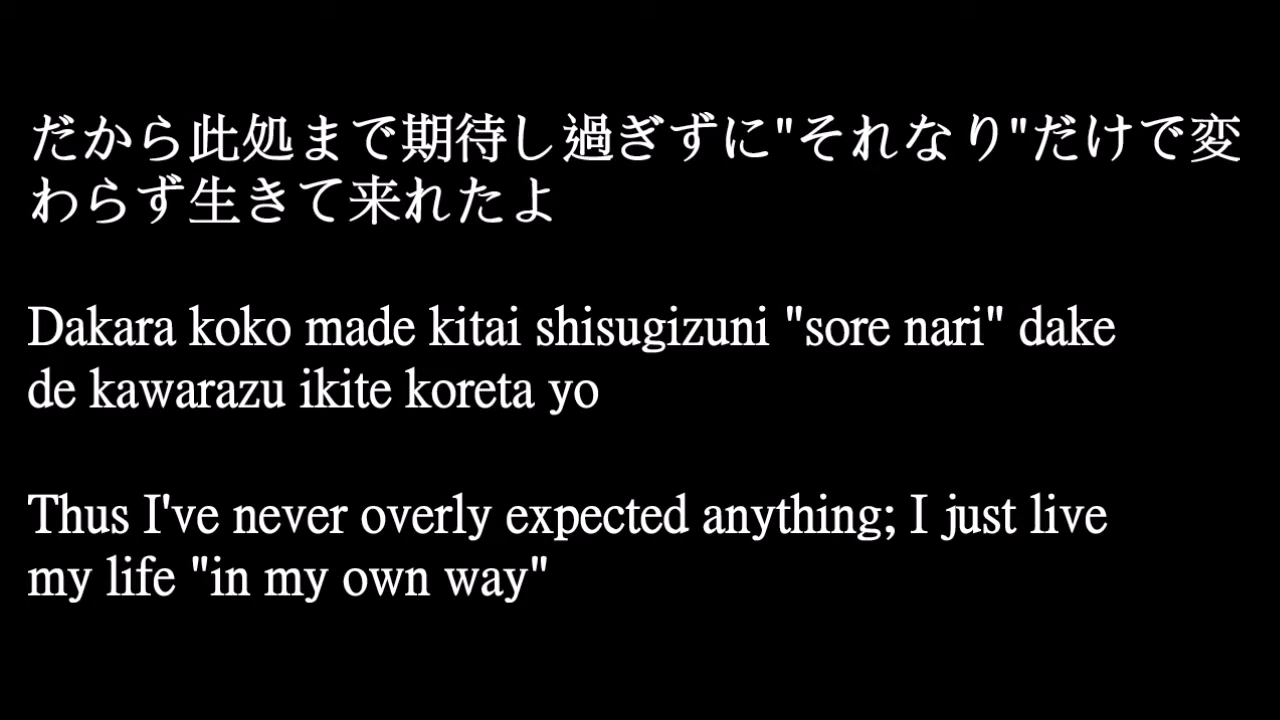 だから此処まで期待し過ぎずに"それなり"だけで変
わらず生きて来れたよ
Dakara koko made kitai shisugizuni "sore nari" dake
de kawarazu ikite koreta yo
Thus I've never overly expected anything; I just live
my life "in my own way"